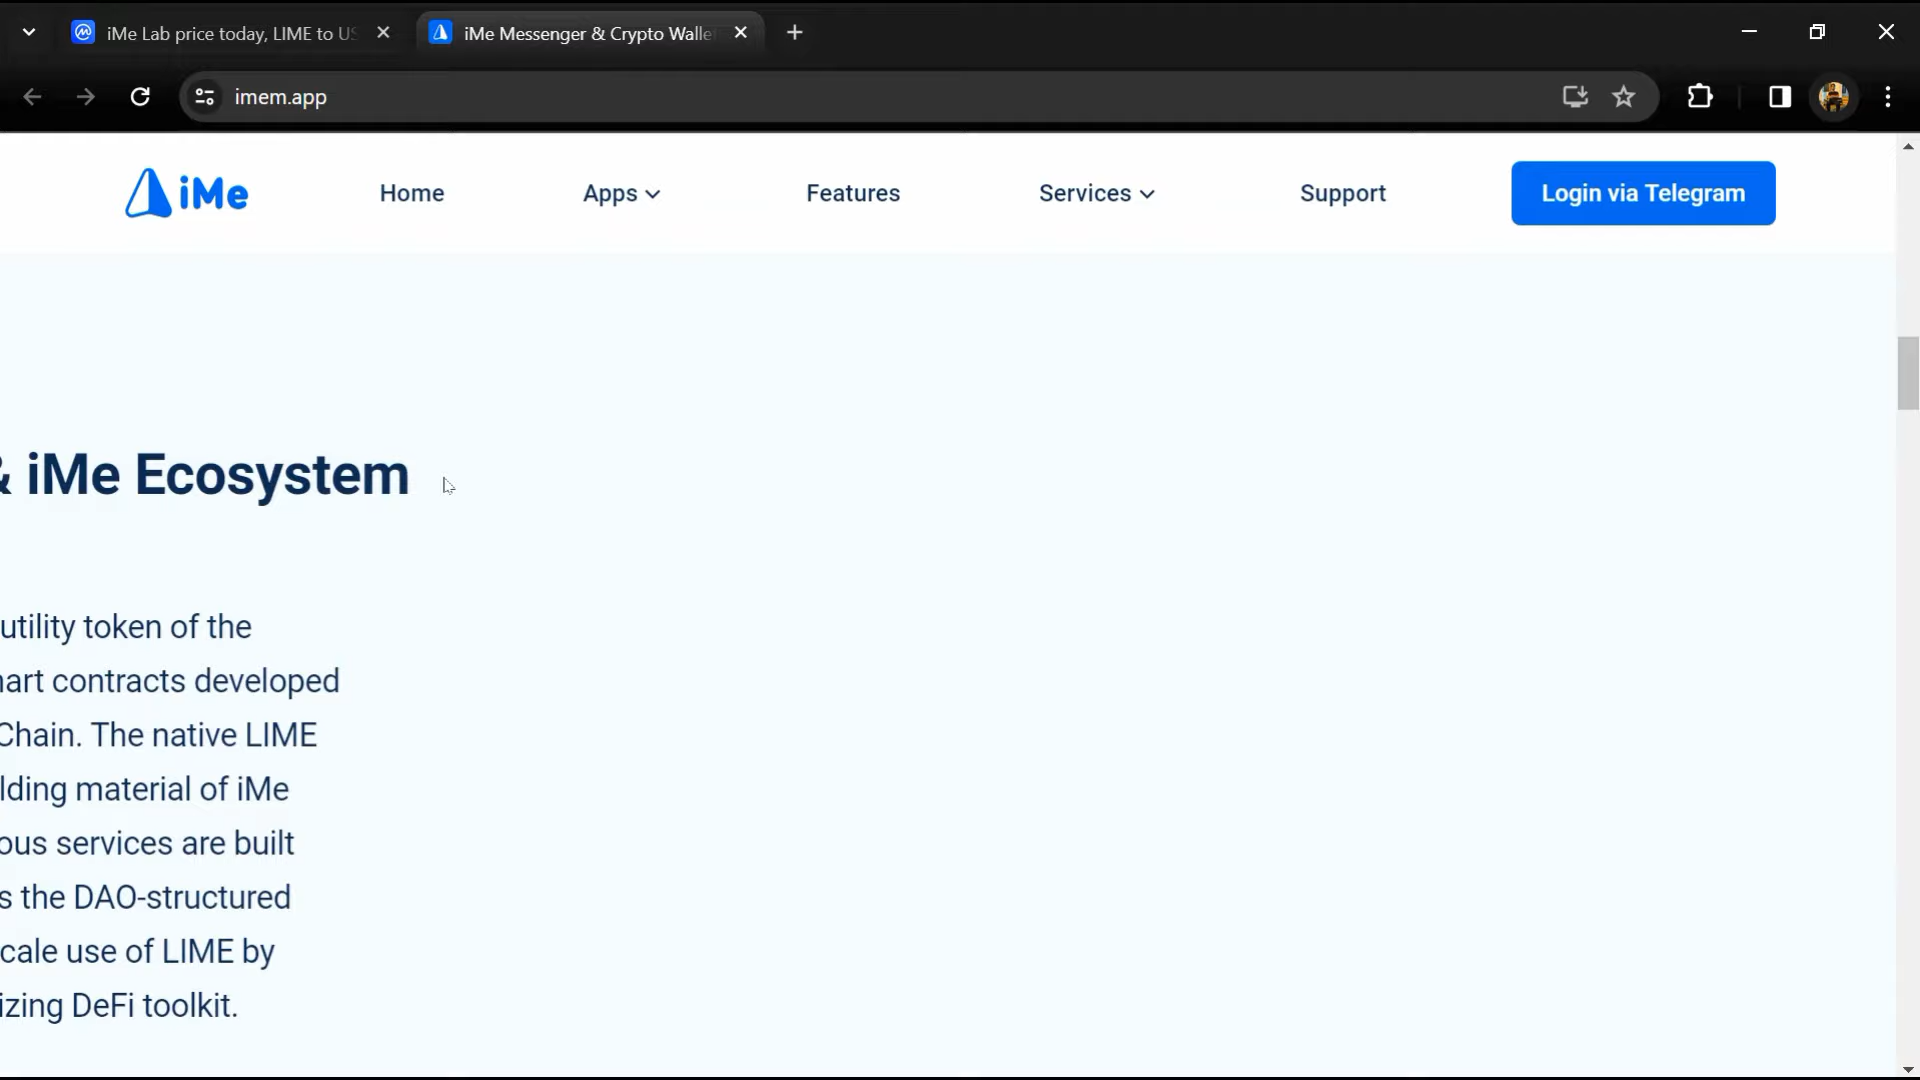 iMe Lab price today, LIME to US
iMe Messenger & Crypto Walle
imem.app
iMe
Home
Apps
Features
Services
Support
Login via Telegram
& iMe Ecosystem
utility token of the
art contracts developed
Chain. The native LIME
lding material of iMe
ous services are built
s the DAO-structured
cale use of LIME by
izing DeFi toolkit.